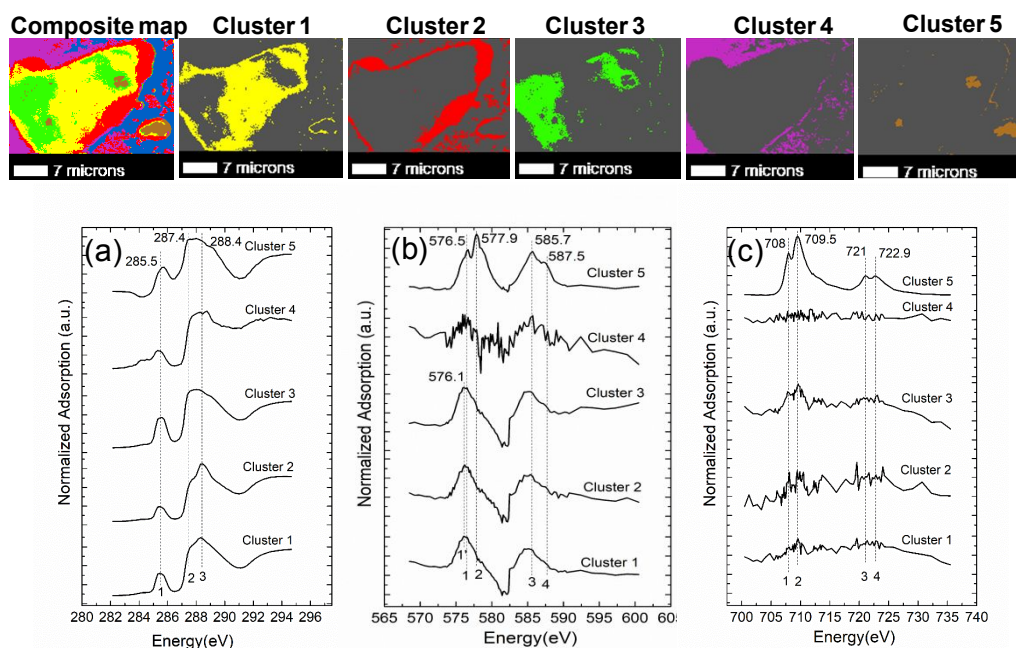 Composite map Cluster 1 Cluster 2 Cluster 3 Cluster 4 Cluster 5
7 microns 7 microns 7 microns 7 microns 7 microns 7 microns
(a)
287.4
288.4
285.5
Cluster 5
Cluster 4
Cluster 3
Cluster 2
Cluster 1
1 2 3
Normalized Adsorption (a.u.)
280 282 284 286 288 290 292 294 296
Energy(eV)
(b)
576.5 577.9 585.7
587.5
Cluster 5
Cluster 4
576.1
Cluster 3
Cluster 2
Cluster 1
1'
1 2 3 4
Normalized Adsorption (a.u.)
565 570 575 580 585 590 595 600 605
Energy(eV)
(c)
708 709.5 721 722.9
Cluster 5
Cluster 4
Cluster 3
Cluster 2
Cluster 1
1 2 3 4
Normalized Adsorption (a.u.)
700 705 710 715 720 725 730 735 740
Energy(eV)